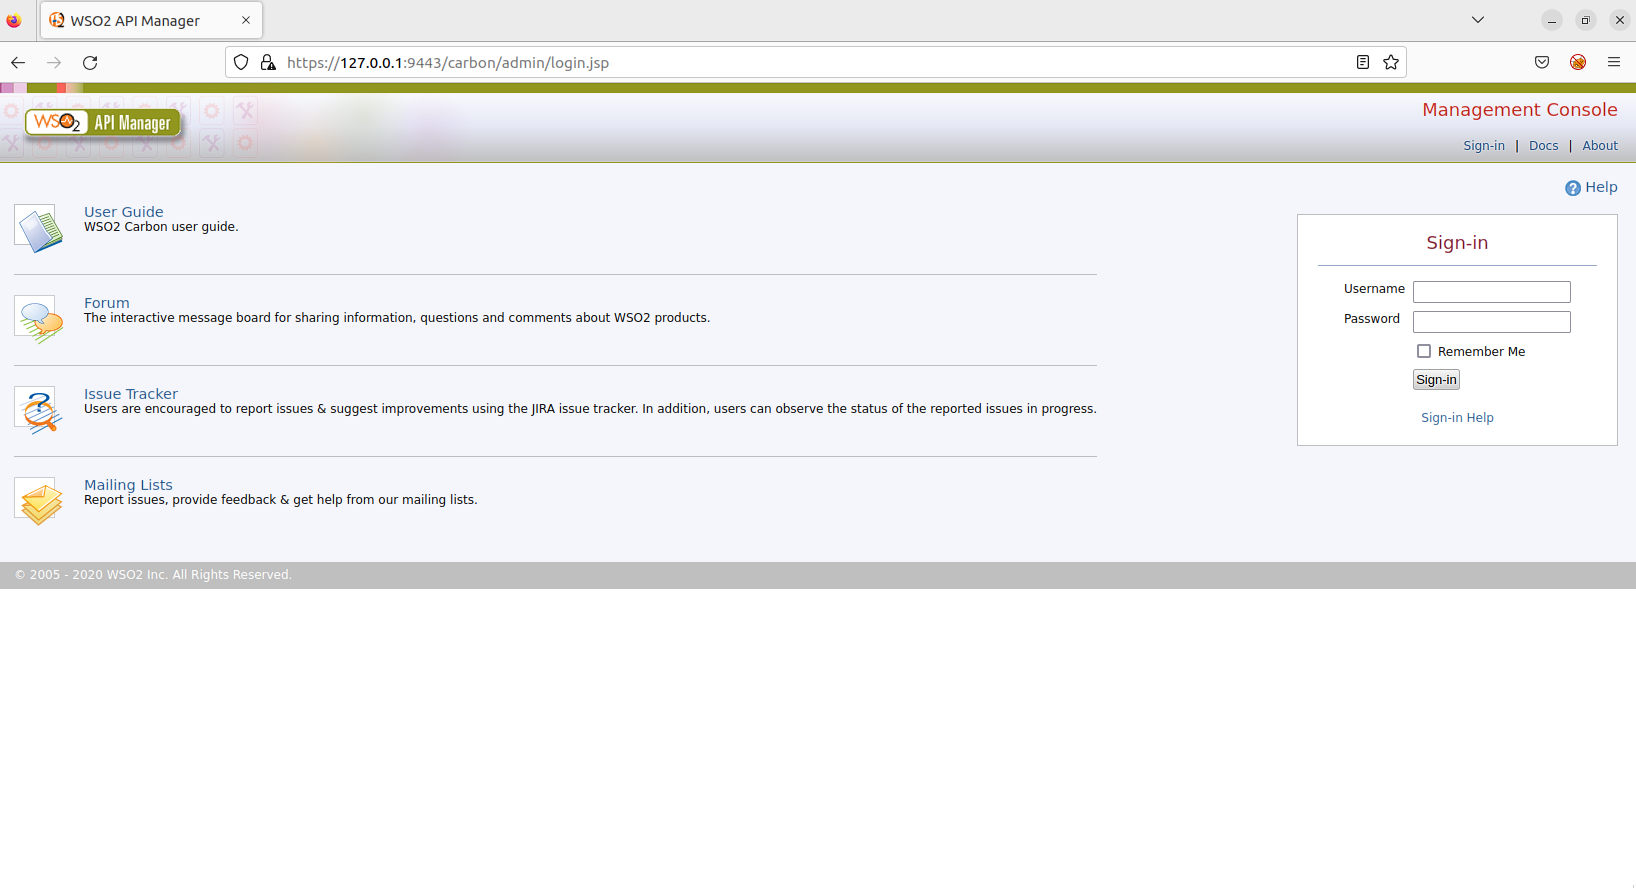 WSO2 API Manager
https://127.0.0.1:9443/carbon/admin/login.jsp
WSO2 API Manager
Management Console
Sign-in | Docs | About
Help
User Guide
WSO2 Carbon user guide.
Forum
The interactive message board for sharing information, questions and comments about WSO2 products.
Issue Tracker
Users are encouraged to report issues & suggest improvements using the JIRA issue tracker. In addition, users can observe the status of the reported issues in progress.
Mailing Lists
Report issues, provide feedback & get help from our mailing lists.
Sign-in
Username
Password
Remember Me
Sign-in
Sign-in Help
© 2005 - 2020 WSO2 Inc. All Rights Reserved.